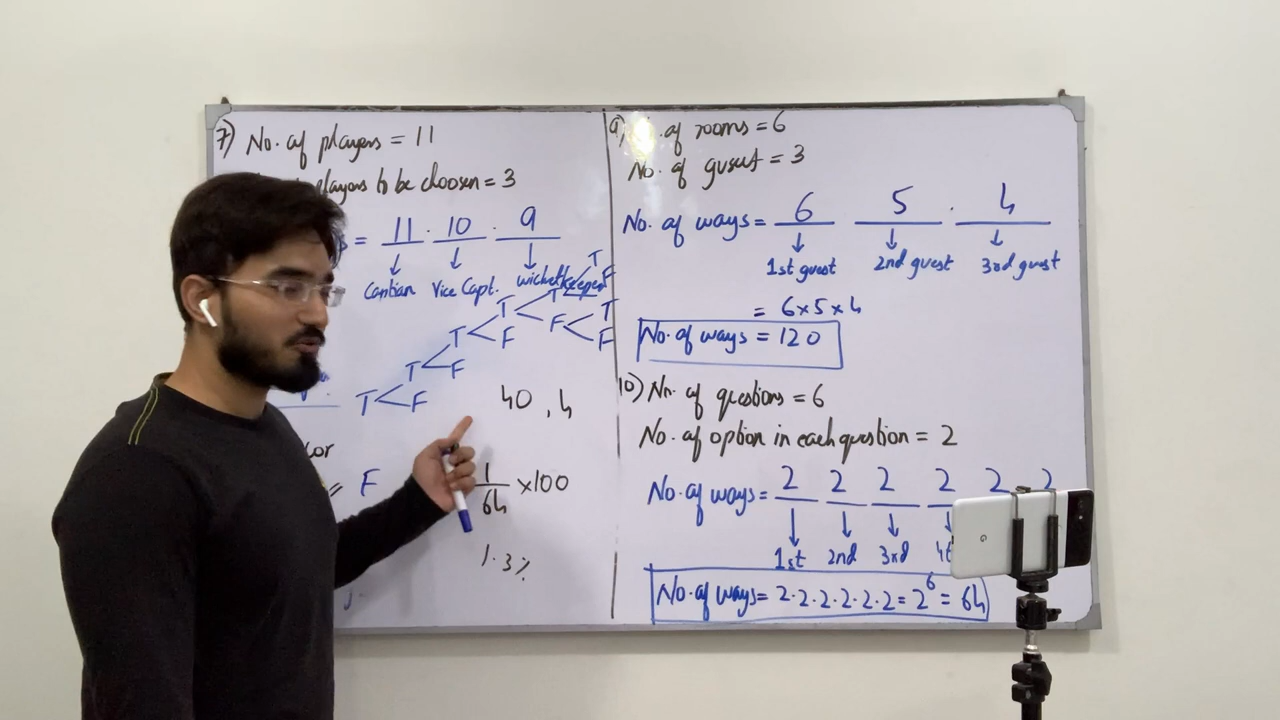 7) No. of players = 11
players to be choosen = 3
= 11 . 10 . 9
Captian Vice Capt. wicketkeeper
T
F
T T
T F F T
T F F
T F
T F
40 , 4
= F
1/64 ×100
1.3%
9) No. of rooms = 6
No. of guest = 3
No. of ways = 6 5 . 4
1st guest 2nd guest 3rd guest
= 6×5×4
No. of ways = 120
10) No. of questions = 6
No. of option in each question = 2
No. of ways = 2 2 2 2 2 2
1st 2nd 3rd
No. of ways = 2·2·2·2·2·2 = 2⁶ = 64
G